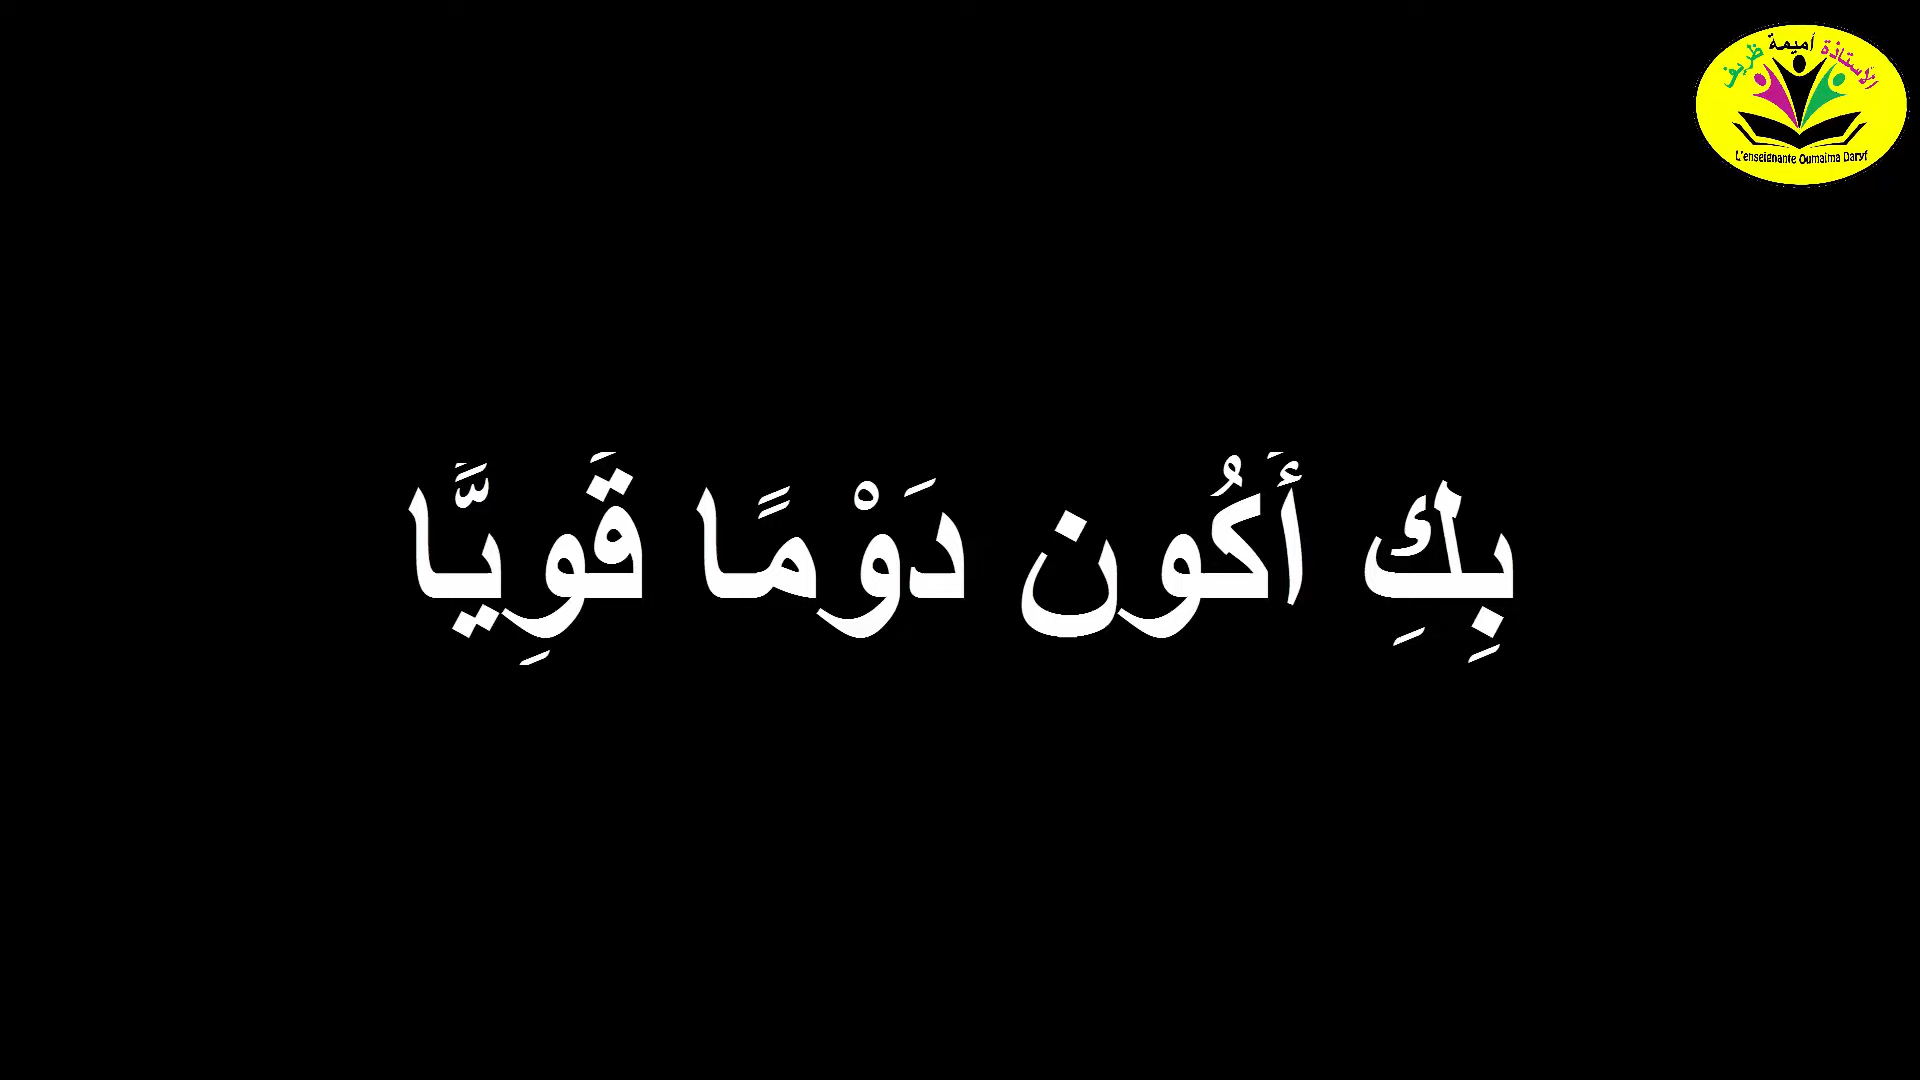 الأستاذة أميمة ظريف
L'enseignante Oumaima Daryf
بِكِ أَكُون دَوْمًا قَوِيَّا